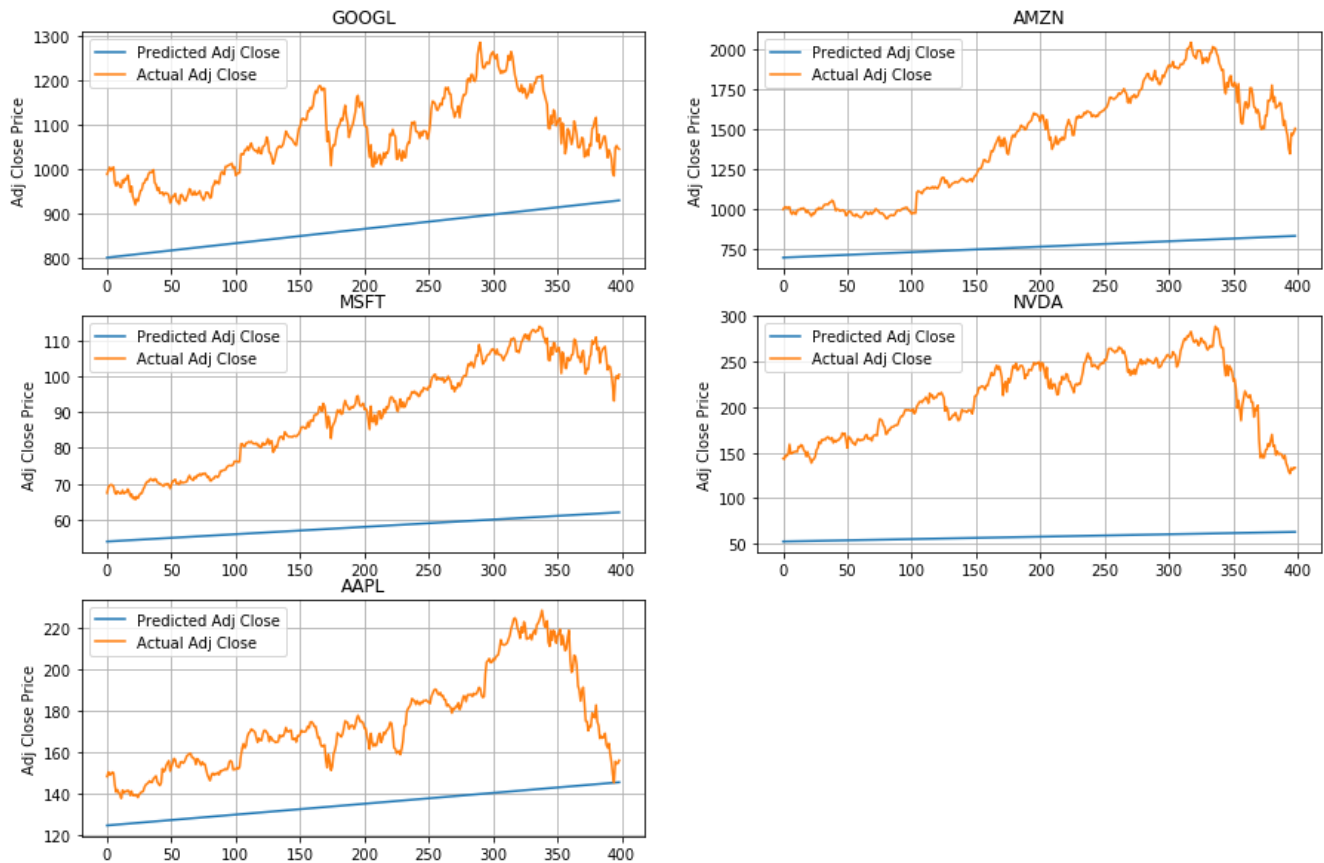 GOOGL
Predicted Adj Close
Actual Adj Close
Adj Close Price
1300
1200
1100
1000
900
800
0 50 100 150 200 250 300 350 400
AMZN
Predicted Adj Close
Actual Adj Close
Adj Close Price
2000
1750
1500
1250
1000
750
0 50 100 150 200 250 300 350 400
MSFT
Predicted Adj Close
Actual Adj Close
Adj Close Price
110
100
90
80
70
60
0 50 100 150 200 250 300 350 400
NVDA
Predicted Adj Close
Actual Adj Close
Adj Close Price
300
250
200
150
100
50
0 50 100 150 200 250 300 350 400
AAPL
Predicted Adj Close
Actual Adj Close
Adj Close Price
220
200
180
160
140
120
0 50 100 150 200 250 300 350 400